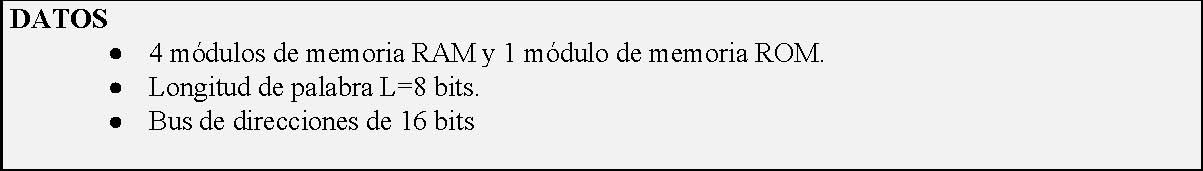 DATOS
● 4 módulos de memoria RAM y 1 módulo de memoria ROM.
● Longitud de palabra L=8 bits.
● Bus de direcciones de 16 bits